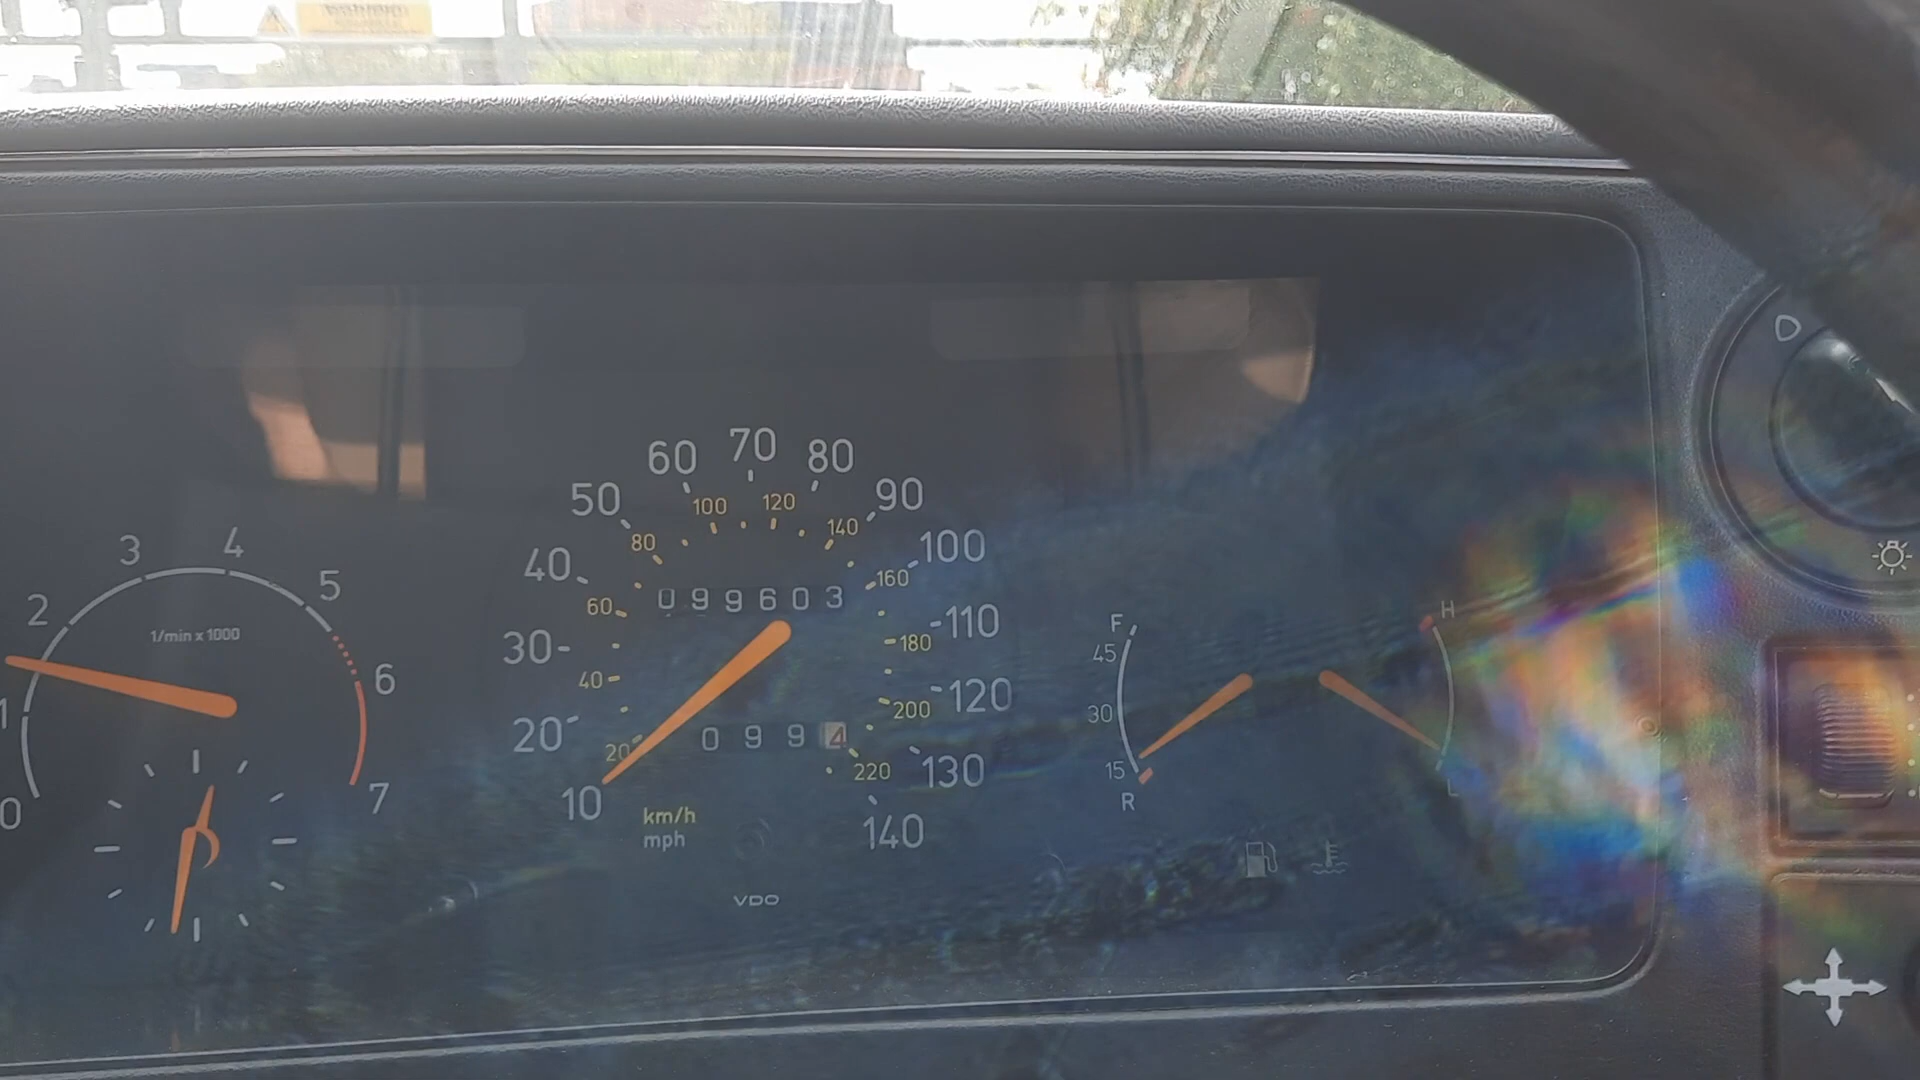 60 70 80
50 100 120 90
3 4 80 140 100
40
5 160
2 1/min x 1000 60 099603
F H
110
30 180 45
6 40
120
1 200 30
20 0994
20 130
15
220
0 7 10 R L
km/h
mph 140
VDO